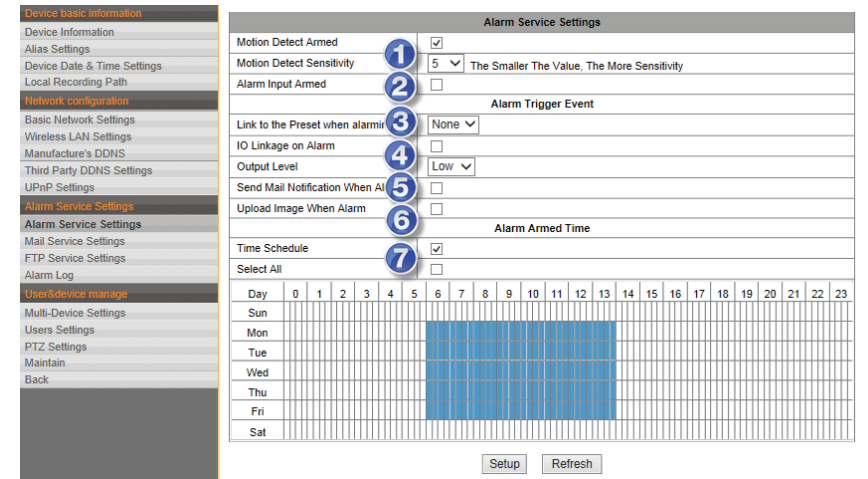 Device basic information
Device Information
Alias Settings
Device Date & Time Settings
Local Recording Path
Network configuration
Basic Network Settings
Wireless LAN Settings
Manufacture's DDNS
Third Party DDNS Settings
UPnP Settings
Alarm Service Settings
Alarm Service Settings
Mail Service Settings
FTP Service Settings
Alarm Log
User&device manage
Multi-Device Settings
Users Settings
PTZ Settings
Maintain
Back
Alarm Service Settings
Motion Detect Armed
1
Motion Detect Sensitivity 5 The Smaller The Value, The More Sensitivity
Alarm Input Armed 2
Alarm Trigger Event
Link to the Preset when alarmin 3 None
IO Linkage on Alarm
4
Output Level Low
Send Mail Notification When Al 5
Upload Image When Alarm
6
Alarm Armed Time
Time Schedule
7
Select All
Day 0 1 2 3 4 5 6 7 8 9 10 11 12 13 14 15 16 17 18 19 20 21 22 23
Sun
Mon
Tue
Wed
Thu
Fri
Sat
Setup Refresh